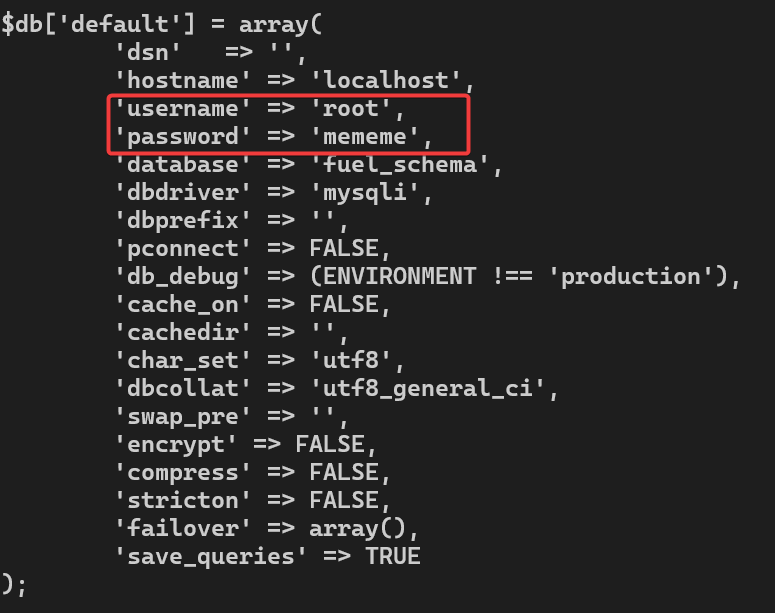 $db['default'] = array(
        'dsn'   => '',
        'hostname' => 'localhost',
        'username' => 'root',
        'password' => 'mememe',
        'database' => 'fuel_schema',
        'dbdriver' => 'mysqli',
        'dbprefix' => '',
        'pconnect' => FALSE,
        'db_debug' => (ENVIRONMENT !== 'production'),
        'cache_on' => FALSE,
        'cachedir' => '',
        'char_set' => 'utf8',
        'dbcollat' => 'utf8_general_ci',
        'swap_pre' => '',
        'encrypt' => FALSE,
        'compress' => FALSE,
        'stricton' => FALSE,
        'failover' => array(),
        'save_queries' => TRUE
);